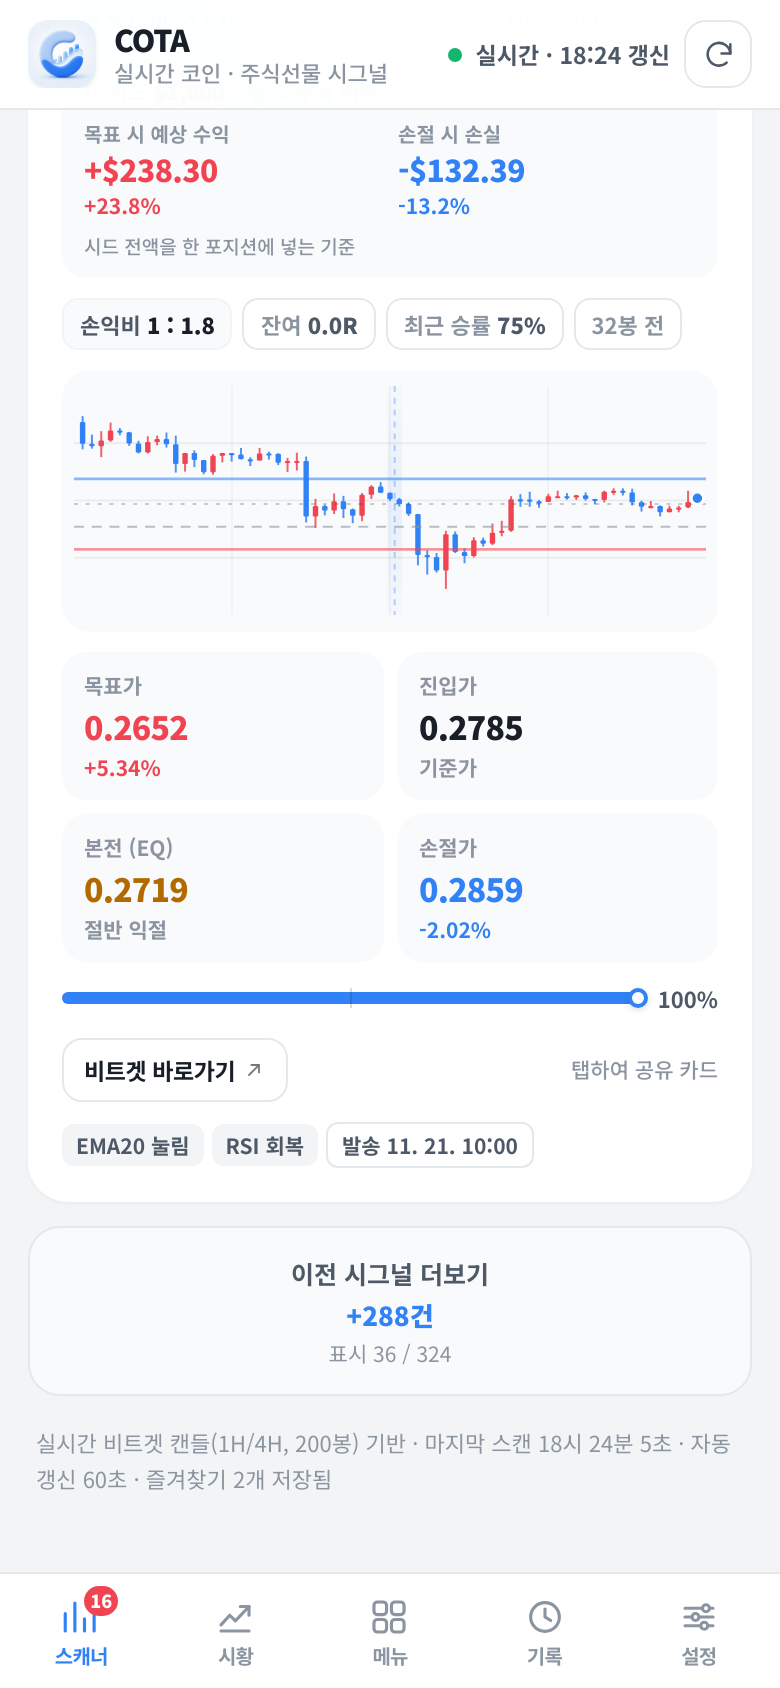 COTA
실시간 코인 · 주식선물 시그널
실시간 · 18:24 갱신
목표 시 예상 수익
손절 시 손실
+$238.30
-$132.39
+23.8%
-13.2%
시드 전액을 한 포지션에 넣는 기준
손익비 1 : 1.8
잔여 0.0R
최근 승률 75%
32봉 전
목표가
진입가
0.2652
0.2785
+5.34%
기준가
본전 (EQ)
손절가
0.2719
0.2859
절반 익절
-2.02%
100%
비트겟 바로가기 ↗
탭하여 공유 카드
EMA20 눌림
RSI 회복
발송 11. 21. 10:00
이전 시그널 더보기
+288건
표시 36 / 324
실시간 비트겟 캔들(1H/4H, 200봉) 기반 · 마지막 스캔 18시 24분 5초 · 자동
갱신 60초 · 즐겨찾기 2개 저장됨
16
스캐너
시황
메뉴
기록
설정